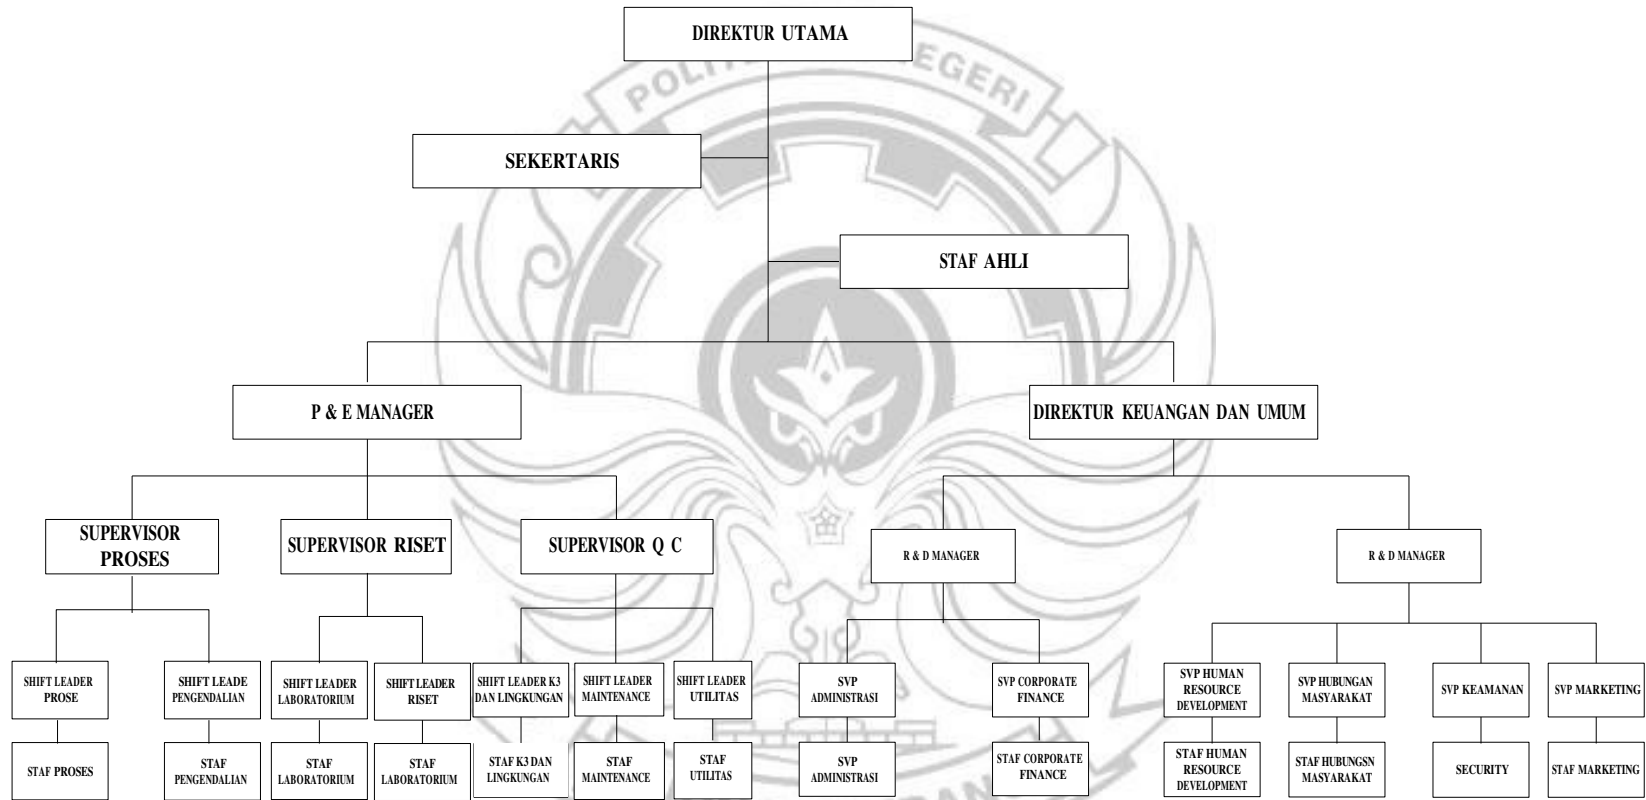 DIREKTUR UTAMA
POLIT
EGERI
SEKERTARIS
STAF AHLI
P & E MANAGER
DIREKTUR KEUANGAN DAN UMUM
SUPERVISOR
PROSES
SUPERVISOR RISET
SUPERVISOR Q C
R & D MANAGER
R & D MANAGER
SHIFT LEADER
PROSE
SHIFT LEADE
PENGENDALIAN
SHIFT LEADER
LABORATORIUM
SHIFT LEADER
RISET
SHIFT LEADER K3
DAN LINGKUNGAN
SHIFT LEADER
MAINTENANCE
SHIFT LEADER
UTILITAS
SVP
ADMINISTRASI
SVP CORPORATE
FINANCE
SVP HUMAN
RESOURCE
DEVELOPMENT
SVP HUBUNGAN
MASYARAKAT
SVP KEAMANAN
SVP MARKETING
STAF PROSES
STAF
PENGENDALIAN
STAF
LABORATORIUM
STAF
LABORATORIUM
STAF K3 DAN
LINGKUNGAN
STAF
MAINTENANCE
STAF
UTILITAS
SVP
ADMINISTRASI
STAF CORPORATE
FINANCE
STAF HUMAN
RESOURCE
DEVELOPMENT
STAF HUBUNGSN
MASYARAKAT
SECURITY
STAF MARKETING